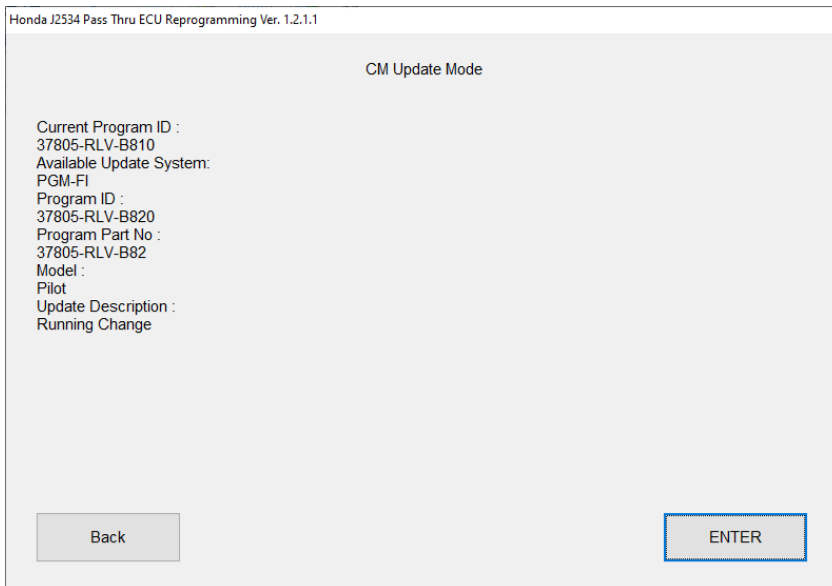 Honda J2534 Pass Thru ECU Reprogramming Ver. 1.2.1.1
CM Update Mode
Current Program ID :
37805-RLV-B810
Available Update System:
PGM-FI
Program ID :
37805-RLV-B820
Program Part No :
37805-RLV-B82
Model :
Pilot
Update Description :
Running Change
Back
ENTER